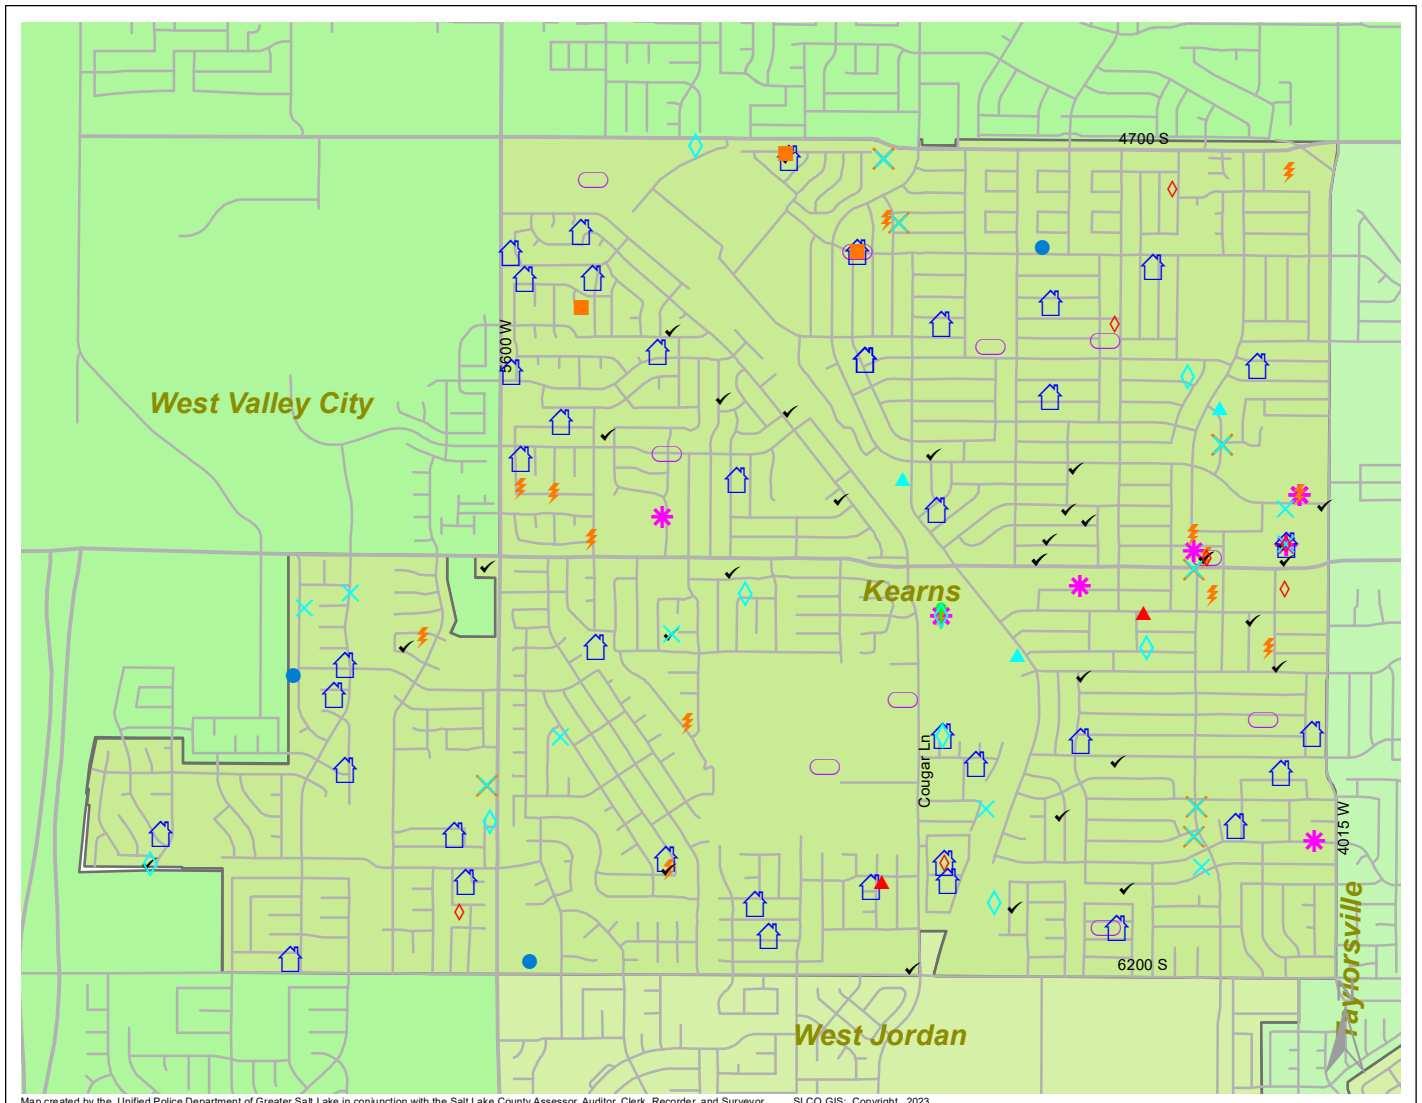 4700 S
5600 W
West Valley City
Kearns
Cougar Ln
4015 W
Taylorsville
6200 S
West Jordan
Map created by the Unified Police Department of Greater Salt Lake in conjunction with the Salt Lake County Assessor, Auditor, Clerk, Recorder, and Surveyor. SLCO GIS: Copyright, 2023